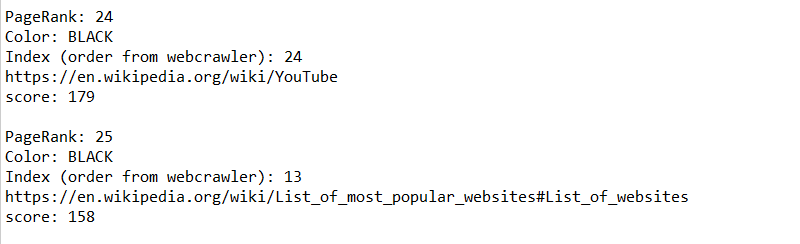 PageRank: 24
Color: BLACK
Index (order from webcrawler): 24
https://en.wikipedia.org/wiki/YouTube
score: 179
PageRank: 25
Color: BLACK
Index (order from webcrawler): 13
https://en.wikipedia.org/wiki/List_of_most_popular_websites#List_of_websites
score: 158